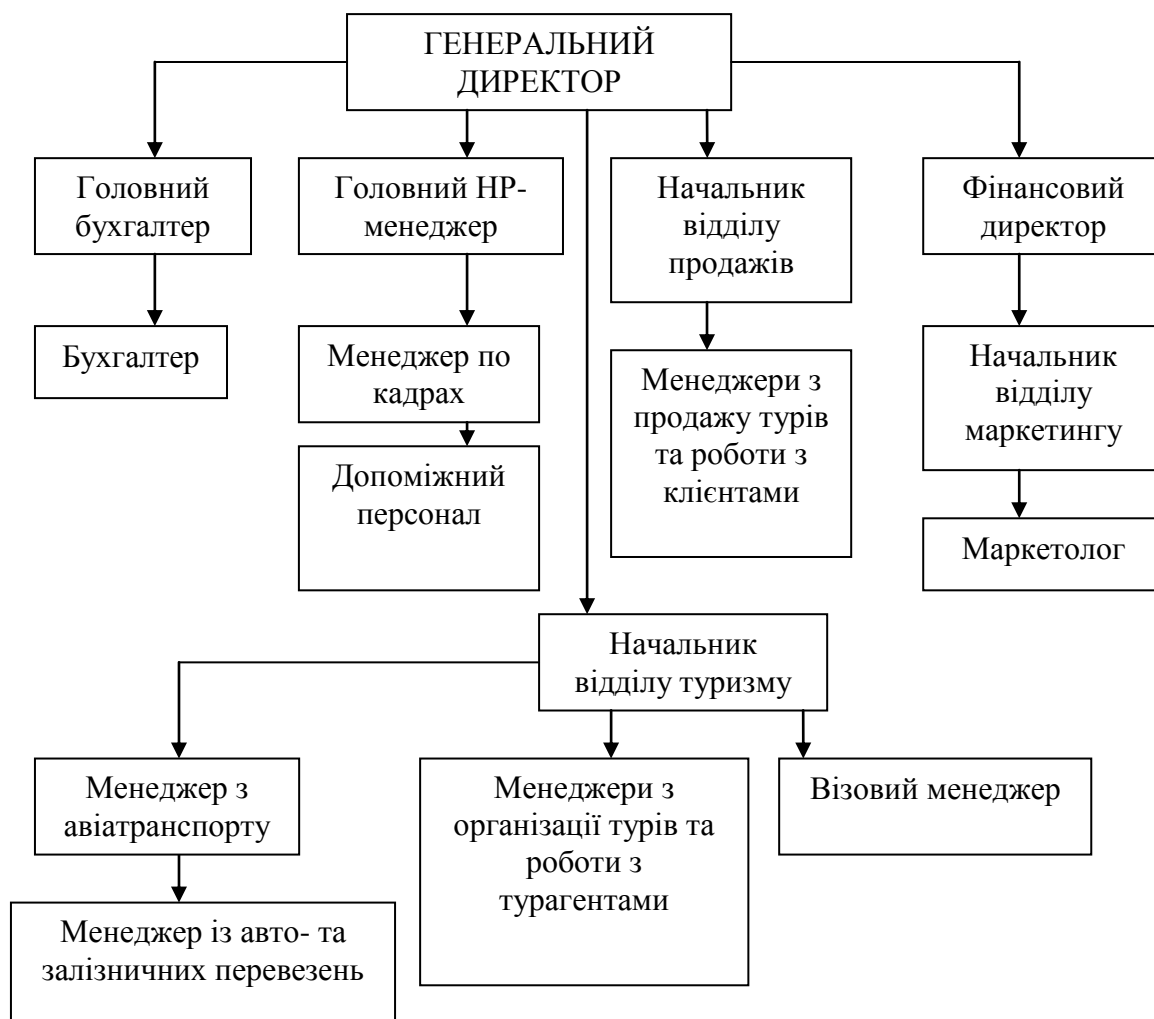 ГЕНЕРАЛЬНИЙ
ДИРЕКТОР
Головний
бухгалтер
Головний HP-
менеджер
Начальник
відділу
продажів
Фінансовий
директор
Бухгалтер
Менеджер по
кадрах
Менеджери з
продажу турів
та роботи з
клієнтами
Начальник
відділу
маркетингу
Допоміжний
персонал
Маркетолог
Начальник
відділу туризму
Менеджер з
авіатранспорту
Менеджери з
організації турів та
роботи з
турагентами
Візовий менеджер
Менеджер із авто- та
залізничних перевезень